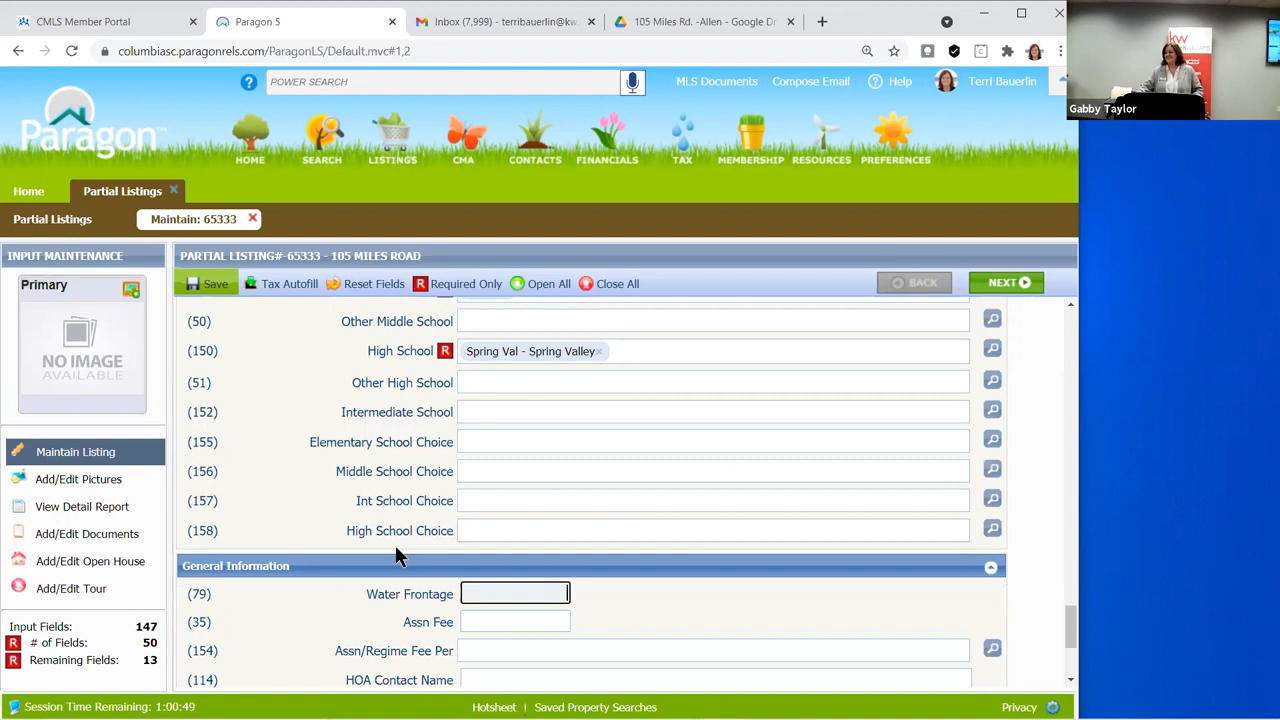 CMLS Member Portal
Paragon 5
Inbox (7,999) - terribauerlin@kw.
105 Miles Rd. -Allen - Google Dr
columbiasc.paragonrels.com/ParagonLS/Default.mvc#1,2
POWER SEARCH
MLS Documents
Compose Email
Help
Terri Bauerlin
kw
Gabby Taylor
Paragon
HOME
SEARCH
LISTINGS
CMA
CONTACTS
FINANCIALS
TAX
MEMBERSHIP
RESOURCES
PREFERENCES
Home
Partial Listings
Partial Listings
Maintain: 65333
INPUT MAINTENANCE
PARTIAL LISTING# 65333 - 105 MILES ROAD
Primary
NO IMAGE
AVAILABLE
Save
Tax Autofill
Reset Fields
R Required Only
Open All
Close All
BACK
NEXT
(50) Other Middle School
(150) High School R Spring Val - Spring Valley×
(51) Other High School
(152) Intermediate School
(155) Elementary School Choice
(156) Middle School Choice
(157) Int School Choice
(158) High School Choice
General Information
(79) Water Frontage
(35) Assn Fee
(154) Assn/Regime Fee Per
(114) HOA Contact Name
Maintain Listing
Add/Edit Pictures
View Detail Report
Add/Edit Documents
Add/Edit Open House
Add/Edit Tour
Input Fields: 147
R # of Fields: 50
R Remaining Fields: 13
Session Time Remaining: 1:00:49
Hotsheet
Saved Property Searches
Privacy